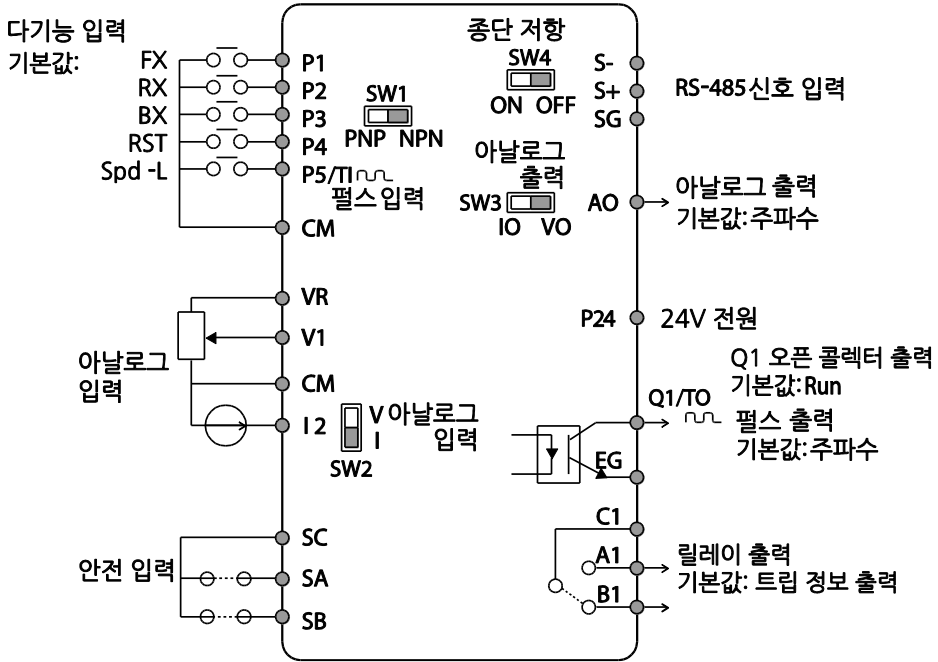 다기능 입력
기본값:
FX
RX
BX
RST
Spd -L
P1
P2
P3
P4
P5/TI
펄스 입력
CM
SW1
PNP NPN
종단 저항
SW4
ON OFF
아날로그
출력
SW3
IO VO
S-
S+
SG
RS-485 신호 입력
AO
아날로그 출력
기본값: 주파수
P24
24V 전원
아날로그
입력
VR
V1
CM
I 2
V
I
SW2
아날로그
입력
Q1 오픈 콜렉터 출력
기본값: Run
Q1/TO
펄스 출력
기본값: 주파수
EG
안전 입력
SC
SA
SB
C1
A1
B1
릴레이 출력
기본값: 트립 정보 출력